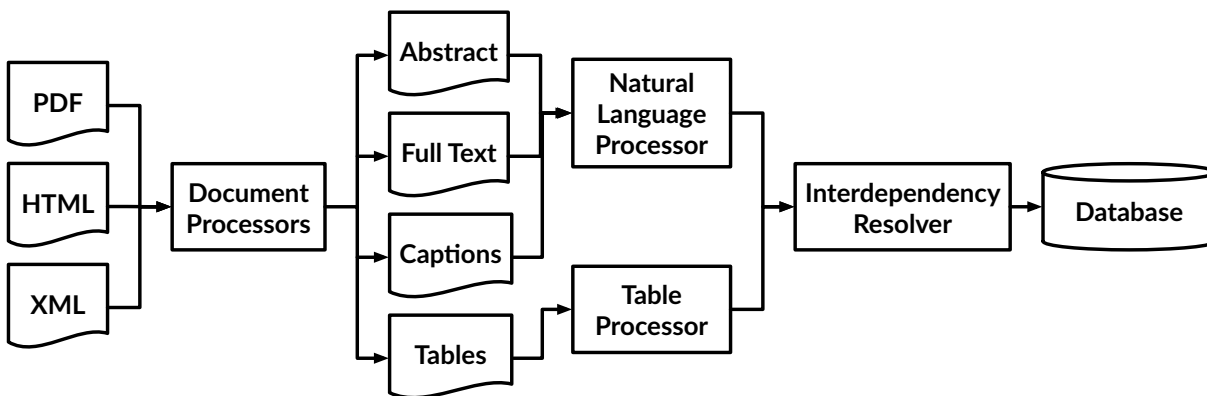 PDF
HTML
XML
Document
Processors
Abstract
Full Text
Captions
Tables
Natural
Language
Processor
Table
Processor
Interdependency
Resolver
Database